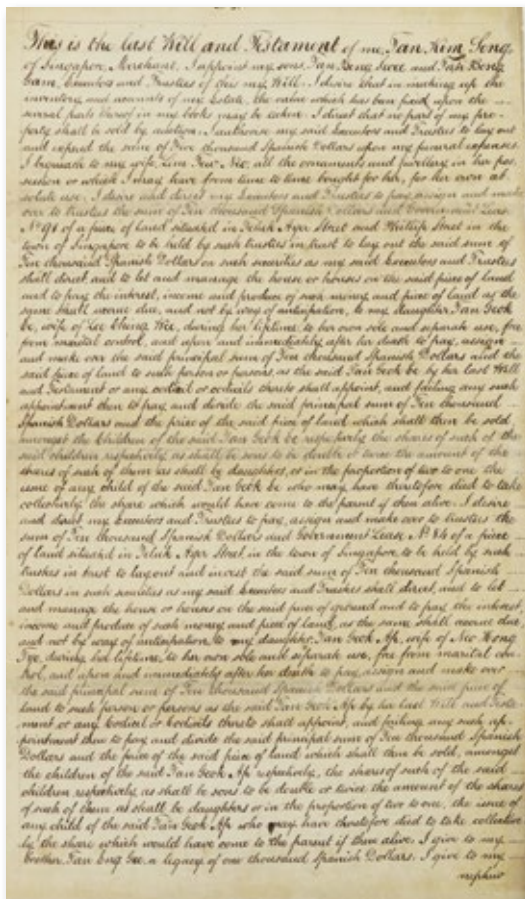 This is the last Will and Testament of me, Tan Kim Seng
of Singapore, Merchant. I appoint my sons, Tan Beng Swee and Tan Beng
Gum, Executors and Trustees of this my Will. I desire that in making up the
inventory and accounts of my Estate, the value which has been fixed upon the
several parts thereof in my books may be taken. I direct that no part of my pro-
perty shall be sold by auction. I authorise my said Executors and Trustees to lay out
and expend the sum of Five thousand Spanish Dollars upon my funeral expenses.
I bequeath to my wife, Lim Neo, all the ornaments and jewellery in her pos-
session or which I may have from time to time bought for her, for her own ab-
solute use. I desire and direct my Executors and Trustees to pay, assign and make
over to trustees the sum of Ten thousand Spanish Dollars and Government Lease
No. of a piece of land situated in Teluk Ayer Street and Phillip Street in the
town of Singapore to be held by such trustees in trust to lay out the said sum of
Ten thousand Spanish Dollars on such securities as my said Executors and Trustees
shall direct, and to let and manage the house or houses on the said piece of land
and to pay the interest, income and produce of such money and piece of land as the
same shall accrue due, and not by way of anticipation, to my daughter Tan Geok
be, wife of Lee Cheng Wee, during her lifetime, to her own sole and separate use, free
from marital control, and upon and immediately after her death to pay, assign
and make over the said principal sum of Ten thousand Spanish Dollars and the
said piece of land to such person or persons, as the said Tan Geok be by her last Will
and Testament or any codicil or codicils thereto shall appoint, and failing any such
appointment then to pay and divide the said principal sum of Ten thousand
Spanish Dollars and the price of the said piece of land which shall then be sold,
amongst the children of the said Tan Geok be respectively the shares of such of the
said children respectively as shall be sons to be double or twice the amount of the
shares of such of them as shall be daughters, or in the proportion of two to one the
issue of any child of the said Tan Geok be who may have theretofore died to take
collectively the share which would have come to the parent if then alive. I desire
and direct my Executors and Trustees to pay, assign and make over to trustees the
sum of Ten thousand Spanish Dollars and Government Lease No. 86 of a piece
of land situated in Teluk Ayer Street, in the town of Singapore, to be held by such
trustees in trust to lay out and invest the said sum of Ten thousand Spanish
Dollars in such securities as my said Executors and Trustees shall direct, and to let
and manage the house or houses on the said piece of ground and to pay the interest,
income and produce of such money and piece of land, as the same shall accrue due,
and not by way of anticipation, to my daughter, Tan Geok Ap, wife of Neo Hong
Tye, during her lifetime, to her own sole and separate use, free from marital con-
trol, and upon and immediately after her death to pay, assign and make over
the said principal sum of Ten thousand Spanish Dollars and the said piece of
land to such person or persons as the said Tan Geok Ap by her last Will and Testa-
ment or any Codicil or Codicils thereto shall appoint, and failing any such ap-
pointment then to pay and divide the said principal sum of Ten thousand Spanish
Dollars and the price of the said piece of land which shall then be sold, amongst
the children of the said Tan Geok Ap respectively, the shares of such of the said
children respectively, as shall be sons to be double or twice the amount of the shares
of such of them as shall be daughters or in the proportion of two to one, the issue of
any child of the said Tan Geok Ap who may have theretofore died to take collective
ly the share which would have come to the parent if then alive. I give to my
brother Tan Eng Gee, a legacy of one thousand Spanish Dollars. I give to my
nephew